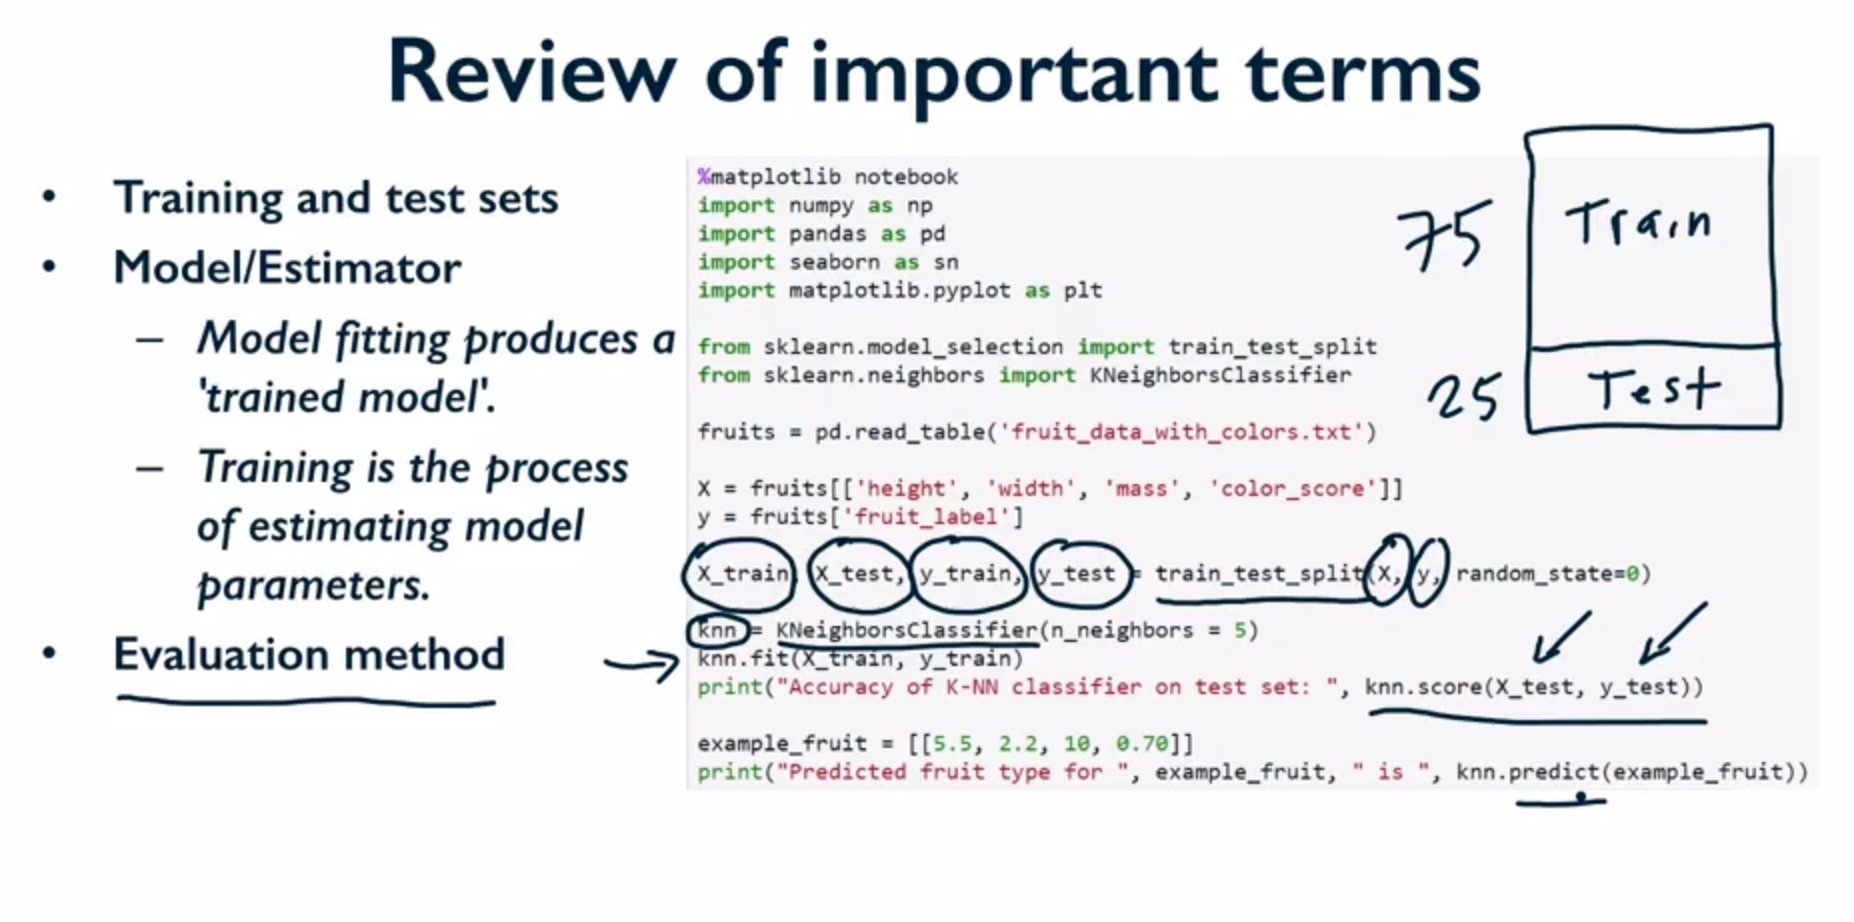 Review of important terms
• Training and test sets
• Model/Estimator
– Model fitting produces a
'trained model'.
– Training is the process
of estimating model
parameters.
• Evaluation method
%matplotlib notebook
import numpy as np
import pandas as pd
import seaborn as sn
import matplotlib.pyplot as plt
from sklearn.model_selection import train_test_split
from sklearn.neighbors import KNeighborsClassifier
fruits = pd.read_table('fruit_data_with_colors.txt')
X = fruits[['height', 'width', 'mass', 'color_score']]
y = fruits['fruit_label']
X_train, X_test, y_train, y_test = train_test_split(X, y, random_state=0)
knn = KNeighborsClassifier(n_neighbors = 5)
knn.fit(X_train, y_train)
print("Accuracy of K-NN classifier on test set: ", knn.score(X_test, y_test))
example_fruit = [[5.5, 2.2, 10, 0.70]]
print("Predicted fruit type for ", example_fruit, " is ", knn.predict(example_fruit))
75 Train
25 Test